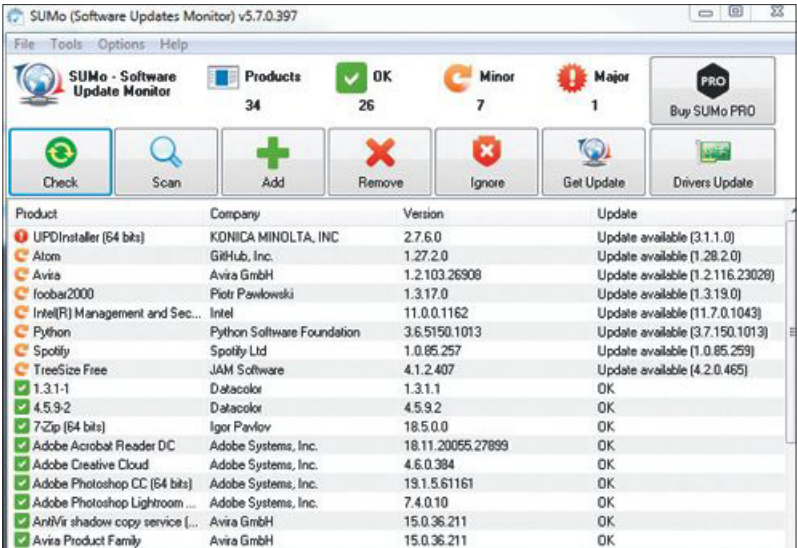 SUMo (Software Updates Monitor) v5.7.0.397
File Tools Options Help
SUMo - Software
Update Monitor
Products
34
OK
26
Minor
7
Major
1
PRO
Buy SUMo PRO
Check Scan Add Remove Ignore Get Update Drivers Update
Product Company Version Update
UPDInstaller (64 bits) KONICA MINOLTA, INC 2.7.6.0 Update available (3.1.1.0)
Atom GitHub, Inc. 1.27.2.0 Update available (1.28.2.0)
Avira Avira GmbH 1.2.103.26908 Update available (1.2.116.23028)
foobar2000 Piotr Pawlowski 1.3.17.0 Update available (1.3.19.0)
Intel(R) Management and Sec... Intel 11.0.0.1162 Update available (11.7.0.1043)
Python Python Software Foundation 3.6.5150.1013 Update available (3.7.150.1013)
Spotify Spotify Ltd 1.0.85.257 Update available (1.0.85.259)
TreeSize Free JAM Software 4.1.2.407 Update available (4.2.0.465)
1.3.1-1 Datacolor 1.3.1.1 OK
4.5.9-2 Datacolor 4.5.9.2 OK
7-Zip (64 bits) Igor Pavlov 18.5.0.0 OK
Adobe Acrobat Reader DC Adobe Systems, Inc. 18.11.20055.27899 OK
Adobe Creative Cloud Adobe Systems, Inc. 4.6.0.384 OK
Adobe Photoshop CC (64 bits) Adobe Systems, Inc. 19.1.5.61161 OK
Adobe Photoshop Lightroom ... Adobe Systems, Inc. 7.4.0.10 OK
AntiVir shadow copy service (... Avira GmbH 15.0.36.211 OK
Avira Product Family Avira GmbH 15.0.36.211 OK